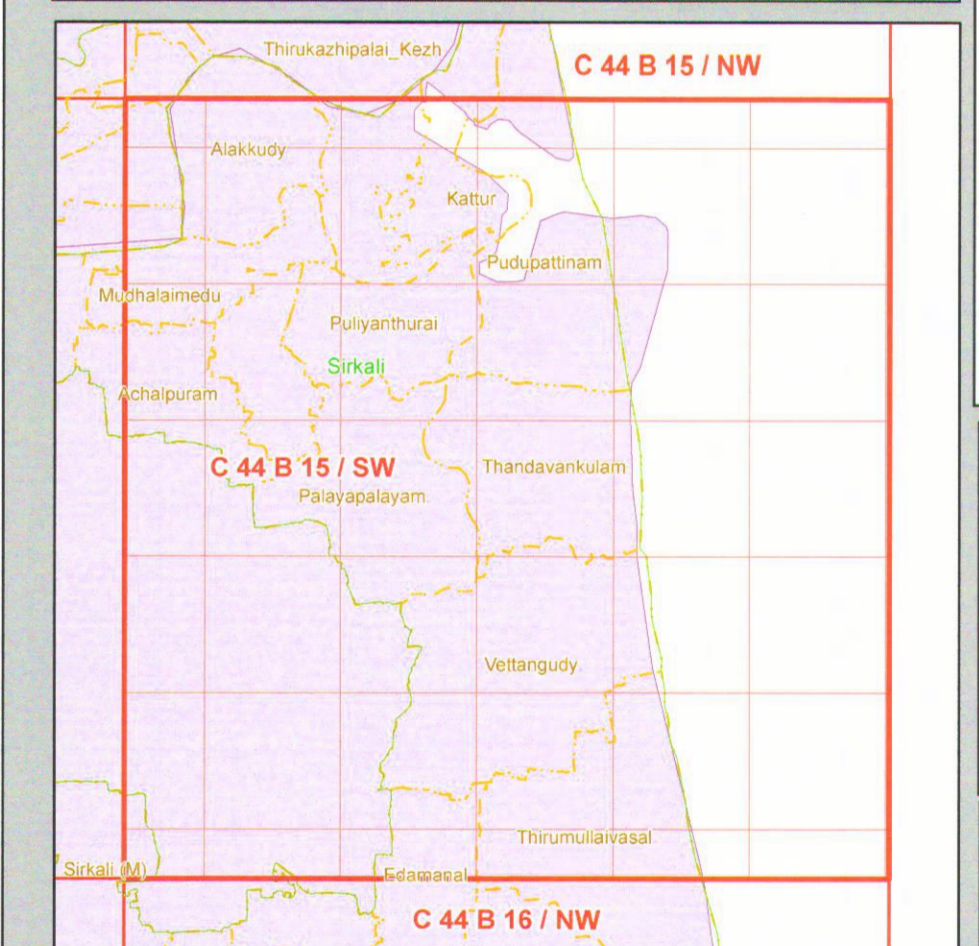 Thirukazhipalai_Kezh
C 44 B 15 / NW
Alakkudy
Kattur
Pudupattinam
Mudhalaimedu
Puliyanthurai
Sirkali
Achalpuram
C 44 B 15 / SW
Thandavankulam
Palayapalayam
Vettangudy
Thirumullaivasal
Sirkali (M)
Edamanal
C 44 B 16 / NW